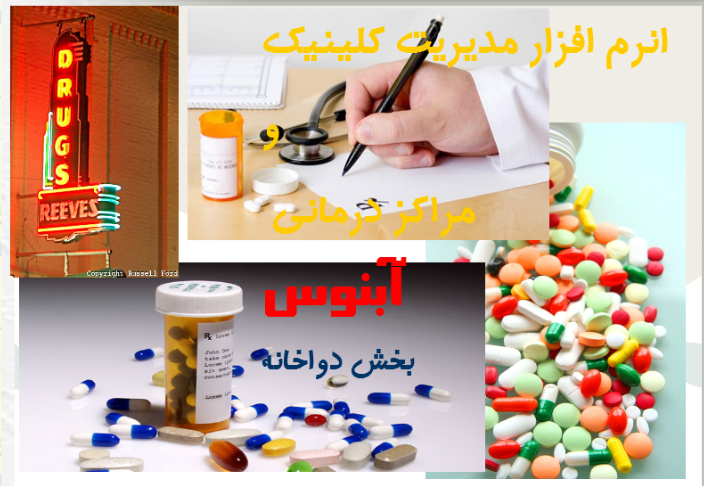 انرم افزار مدیریت کلینیک
و
مراکز درمانی
آبنوس
بخش دواخانه
DRUGS
REEVES
Copyright Russell Ford